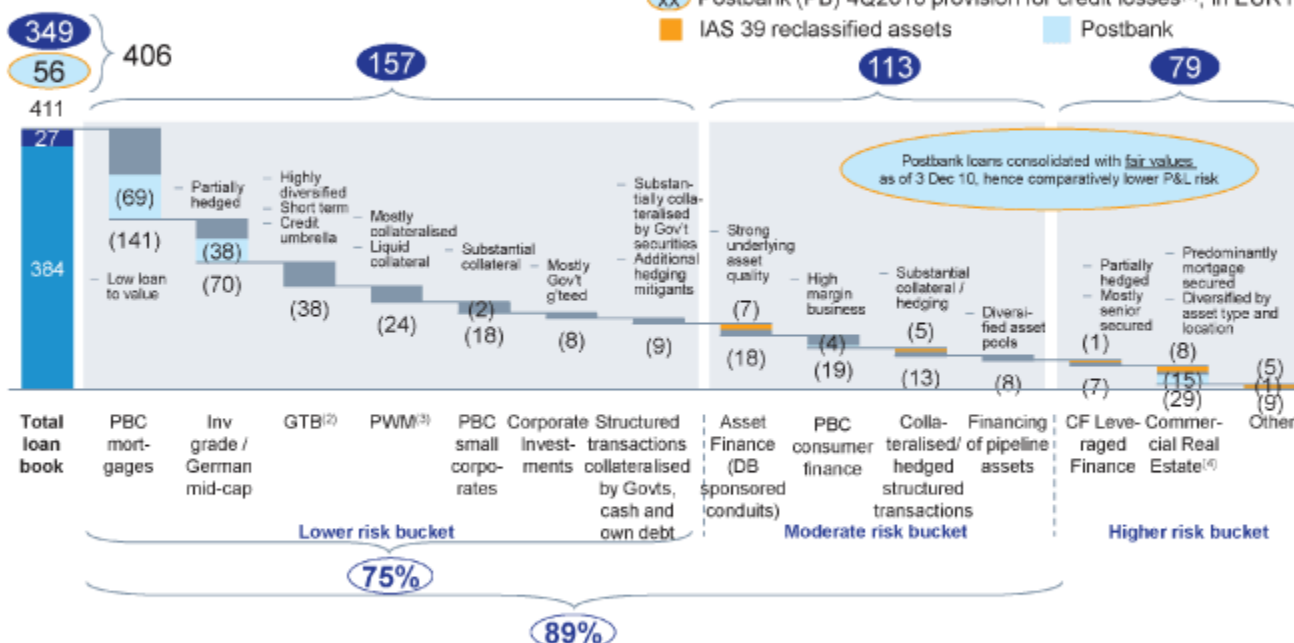 Postbank (PB) 4Q2010 provision for credit losses
IAS 39 reclassified assets
Postbank
349
56
406
411
157
113
79
27
384
Postbank loans consolidated with fair values
as of 3 Dec 10, hence comparatively lower P&L risk
(69)
(141)
– Low loan
to value
– Partially
hedged
(38)
(70)
– Highly
diversified
– Short term
– Credit
umbrella
(38)
– Mostly
collateralised
– Liquid
collateral
(24)
– Substantial
collateral
(2)
(18)
– Mostly
Gov't
g'teed
(8)
– Substan-
tially colla-
teralised
by Gov't
securities
– Additional
hedging
mitigants
(9)
– Strong
underlying
asset
quality
(7)
(18)
– High
margin
business
(4)
(19)
– Substantial
collateral /
hedging
(5)
(13)
– Diversi-
fied asset
pools
(8)
– Partially
hedged
– Mostly
senior
secured
(1)
(7)
– Predominantly
mortgage
secured
– Diversified by
asset type and
location
(8)
(15)
(29)
(5)
(1)
(9)
Total
loan
book
PBC
mort-
gages
Inv
grade /
German
mid-cap
GTB(2)
PWM(3)
PBC
small
corpo-
rates
Corporate
Invest-
ments
Structured
transactions
collateralised
by Govts,
cash and
own debt
Asset
Finance
(DB
sponsored
conduits)
PBC
consumer
finance
Colla-
teralised/
hedged
structured
transactions
Financing
of pipeline
assets
CF Leve-
raged
Finance
Commer-
cial Real
Estate(4)
Other
Lower risk bucket
Moderate risk bucket
Higher risk bucket
75%
89%